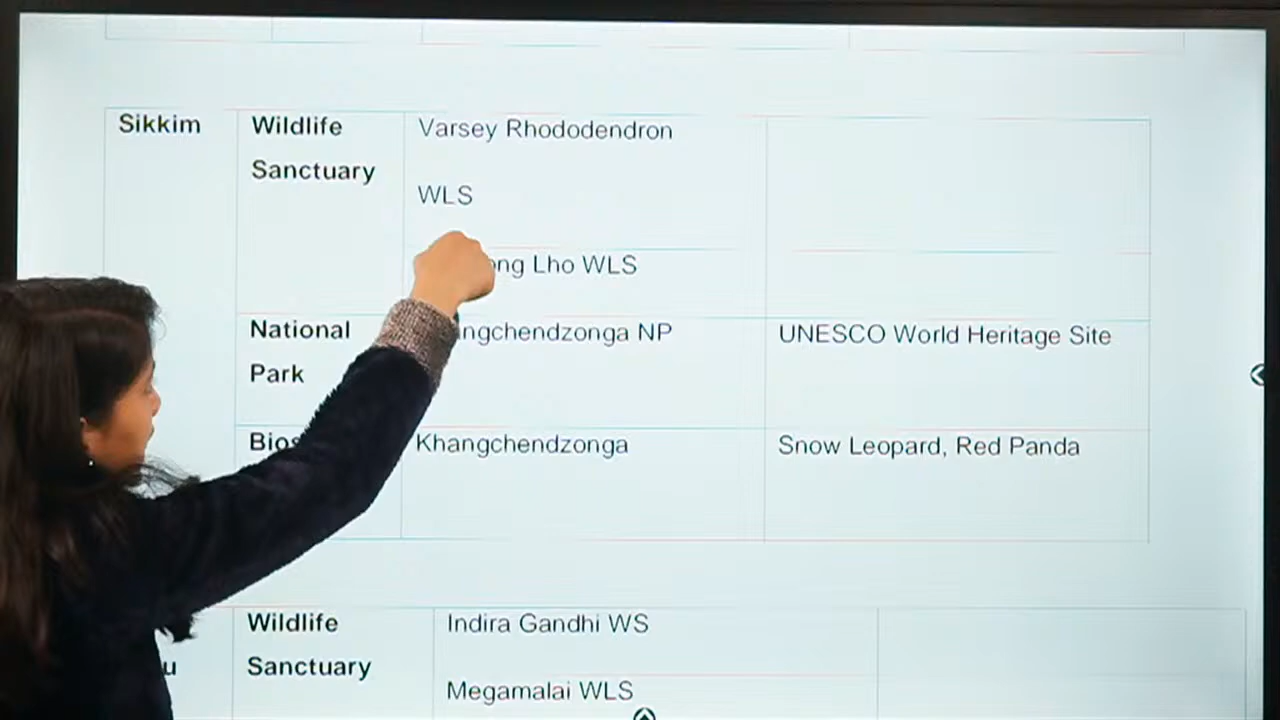 Sikkim
Wildlife
Sanctuary
Varsey Rhododendron
WLS
Lho WLS
National
Park
NP
UNESCO World Heritage Site
Khangchendzonga
Snow Leopard, Red Panda
Wildlife
Sanctuary
Indira Gandhi WS
Megamalai WLS